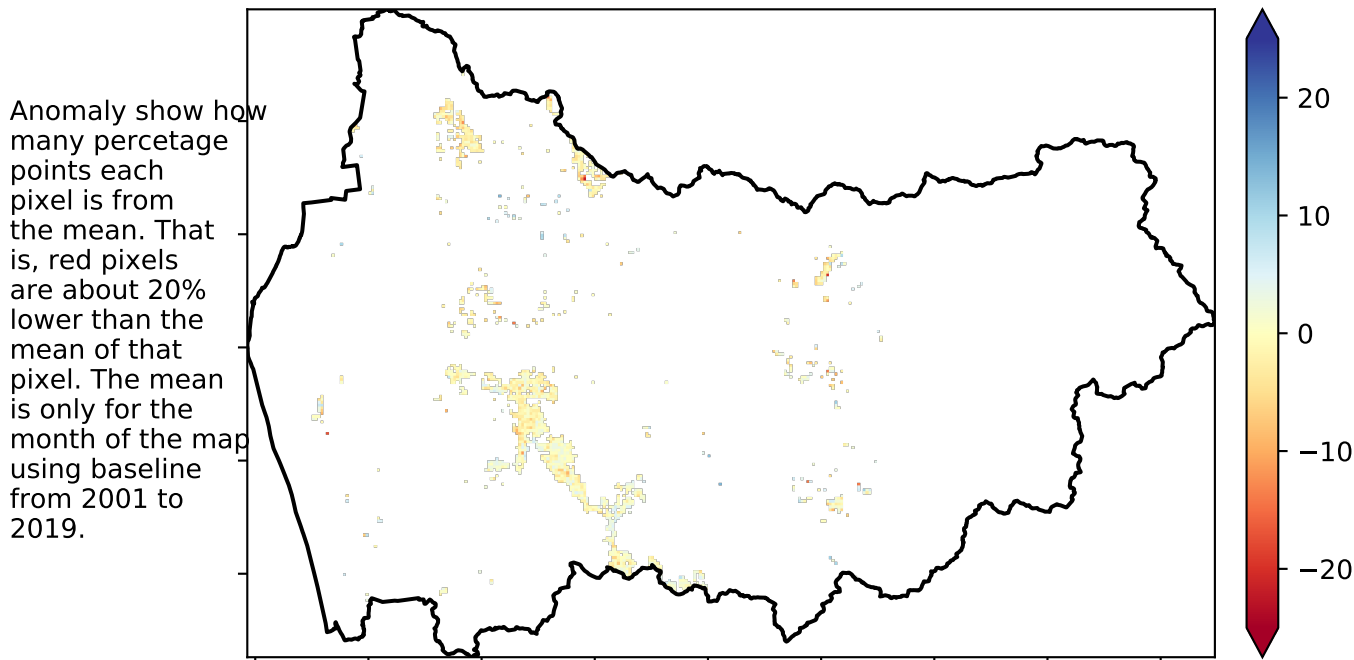 Anomaly show how
many percetage
points each
pixel is from
the mean. That
is, red pixels
are about 20%
lower than the
mean of that
pixel. The mean
is only for the
month of the map
using baseline
from 2001 to
2019.
20
10
0
−10
−20